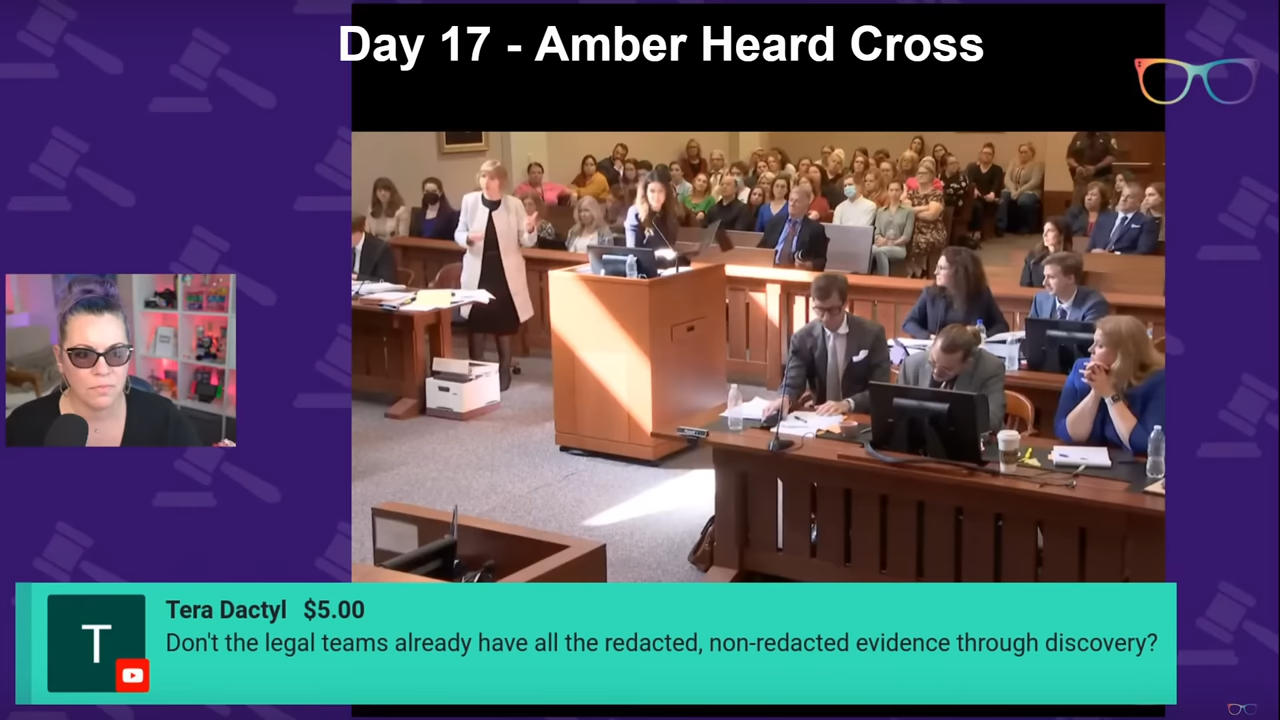 Day 17 - Amber Heard Cross
T
Tera Dactyl $5.00
Don't the legal teams already have all the redacted, non-redacted evidence through discovery?